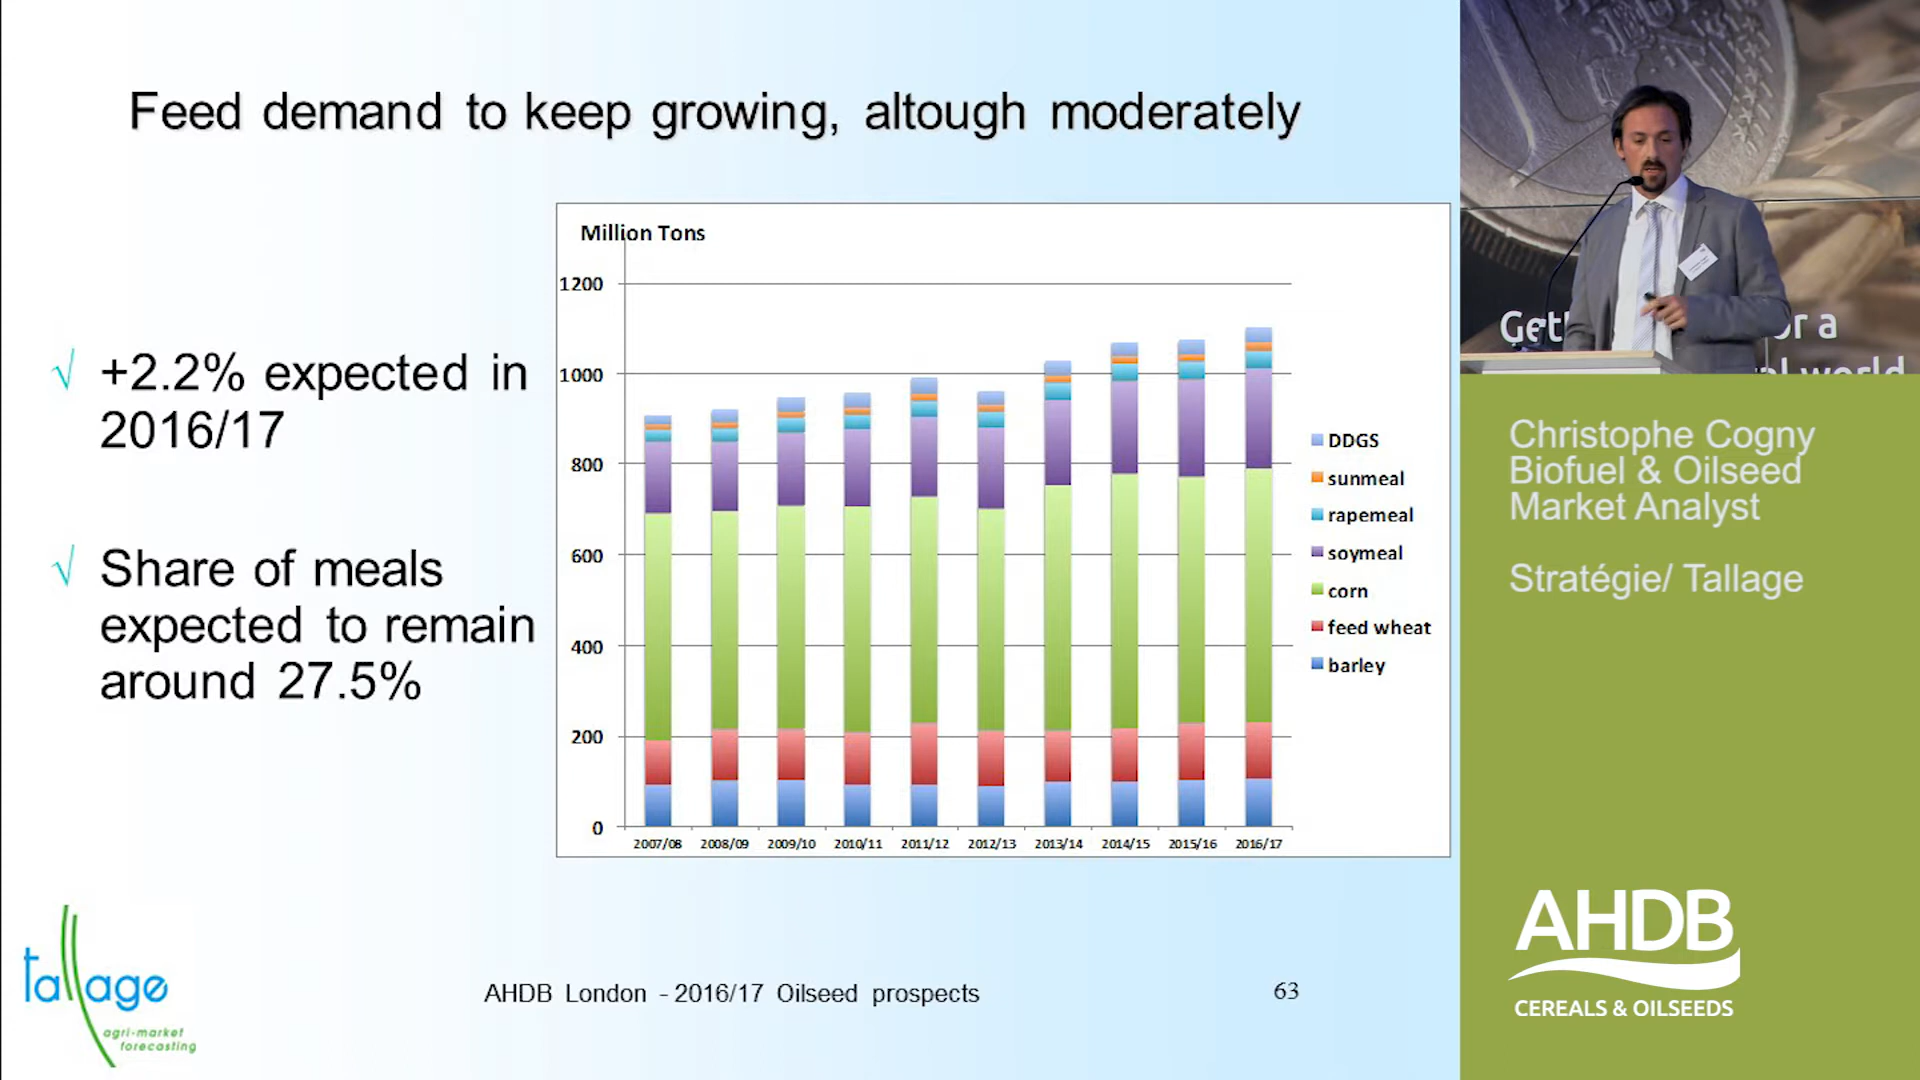 Feed demand to keep growing, altough moderately
√ +2.2% expected in
2016/17
√ Share of meals
expected to remain
around 27.5%
Million Tons
1200
1000
800
600
400
200
0
2007/08 2008/09 2009/10 2010/11 2011/12 2012/13 2013/14 2014/15 2015/16 2016/17
DDGS
sunmeal
rapemeal
soymeal
corn
feed wheat
barley
tallage
agri-market
forecasting
AHDB London - 2016/17 Oilseed prospects
63
or a
world
Christophe Cogny
Biofuel & Oilseed
Market Analyst
Stratégie/ Tallage
AHDB
CEREALS & OILSEEDS